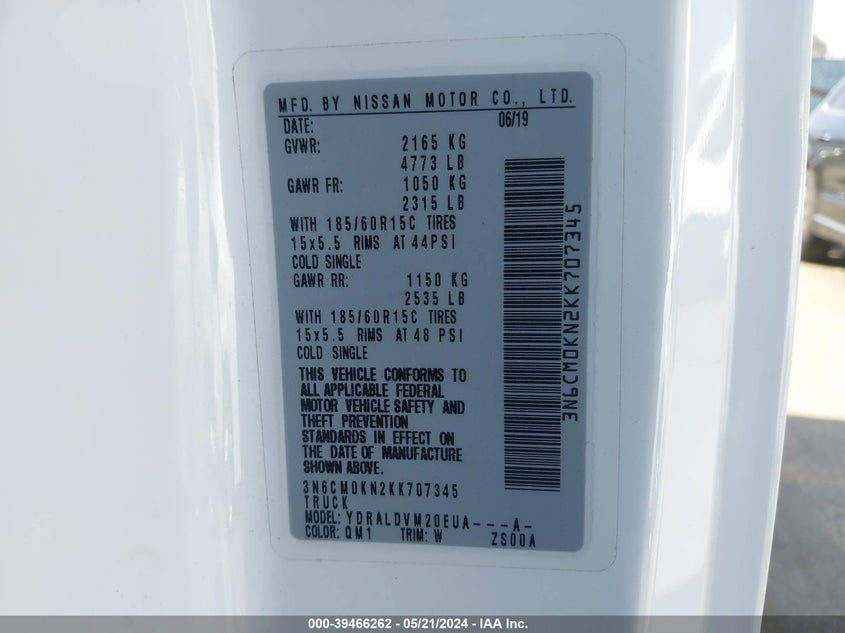 MFD. BY NISSAN MOTOR CO., LTD.
DATE: 06/19
GVWR: 2165 KG
4773 LB
GAWR FR: 1050 KG
2315 LB
WITH 185/60R15C TIRES
15x5.5 RIMS AT 44PSI
COLD SINGLE
GAWR RR: 1150 KG
2535 LB
WITH 185/60R15C TIRES
15x5.5 RIMS AT 48 PSI
COLD SINGLE
THIS VEHICLE CONFORMS TO
ALL APPLICABLE FEDERAL
MOTOR VEHICLE SAFETY AND
THEFT PREVENTION
STANDARDS IN EFFECT ON
THE DATE OF MANUFACTURE
SHOWN ABOVE.
3N6CM0KN2KK707345
TRUCK
MODEL: YDRALDVM20EUA---A-
COLOR: QM1 TRIM: W ZS00A
3N6CM0KN2KK707345
000-39466262 - 05/21/2024 - IAA Inc.